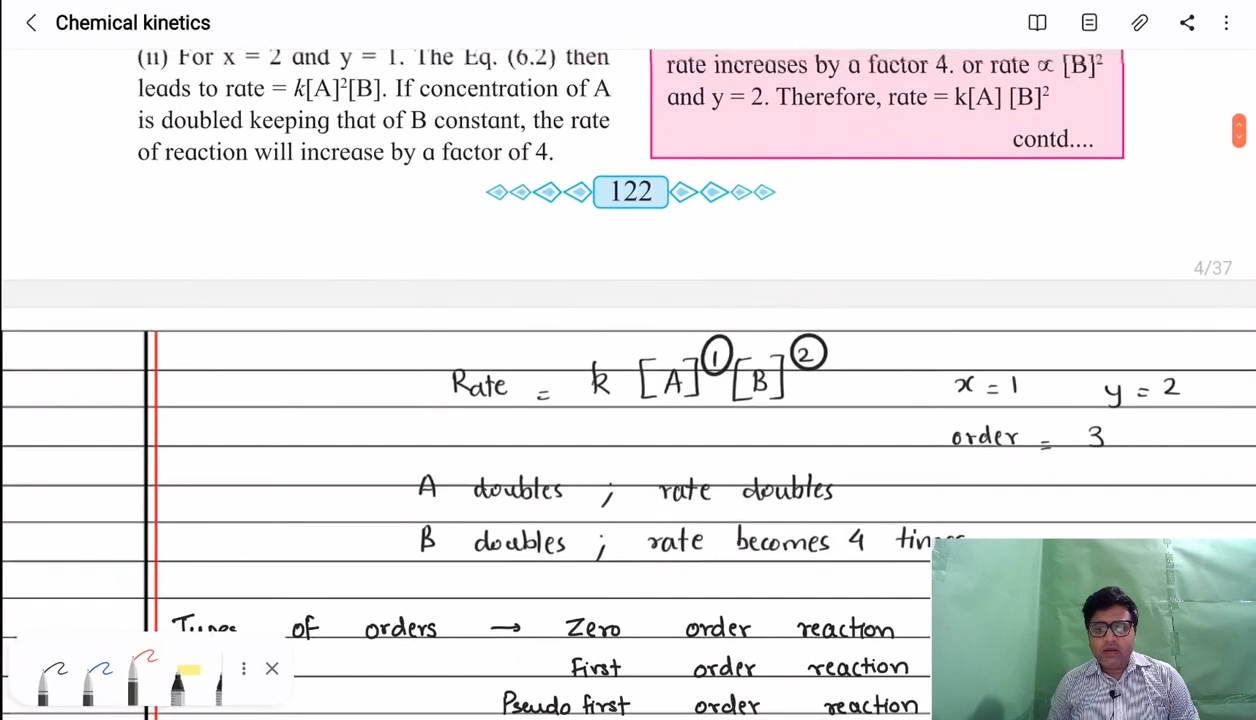 Chemical kinetics
(ii) For x = 2 and y = 1. The Eq. (6.2) then
leads to rate = k[A]²[B]. If concentration of A
is doubled keeping that of B constant, the rate
of reaction will increase by a factor of 4.
rate increases by a factor 4. or rate ∝ [B]²
and y = 2. Therefore, rate = k[A] [B]²
contd....
122
4/37
Rate = k [A]¹ [B]² x = 1 y = 2
order = 3
A doubles ; rate doubles
B doubles ; rate becomes 4
of orders → Zero order reaction
First order reaction
Pseudo first order reaction